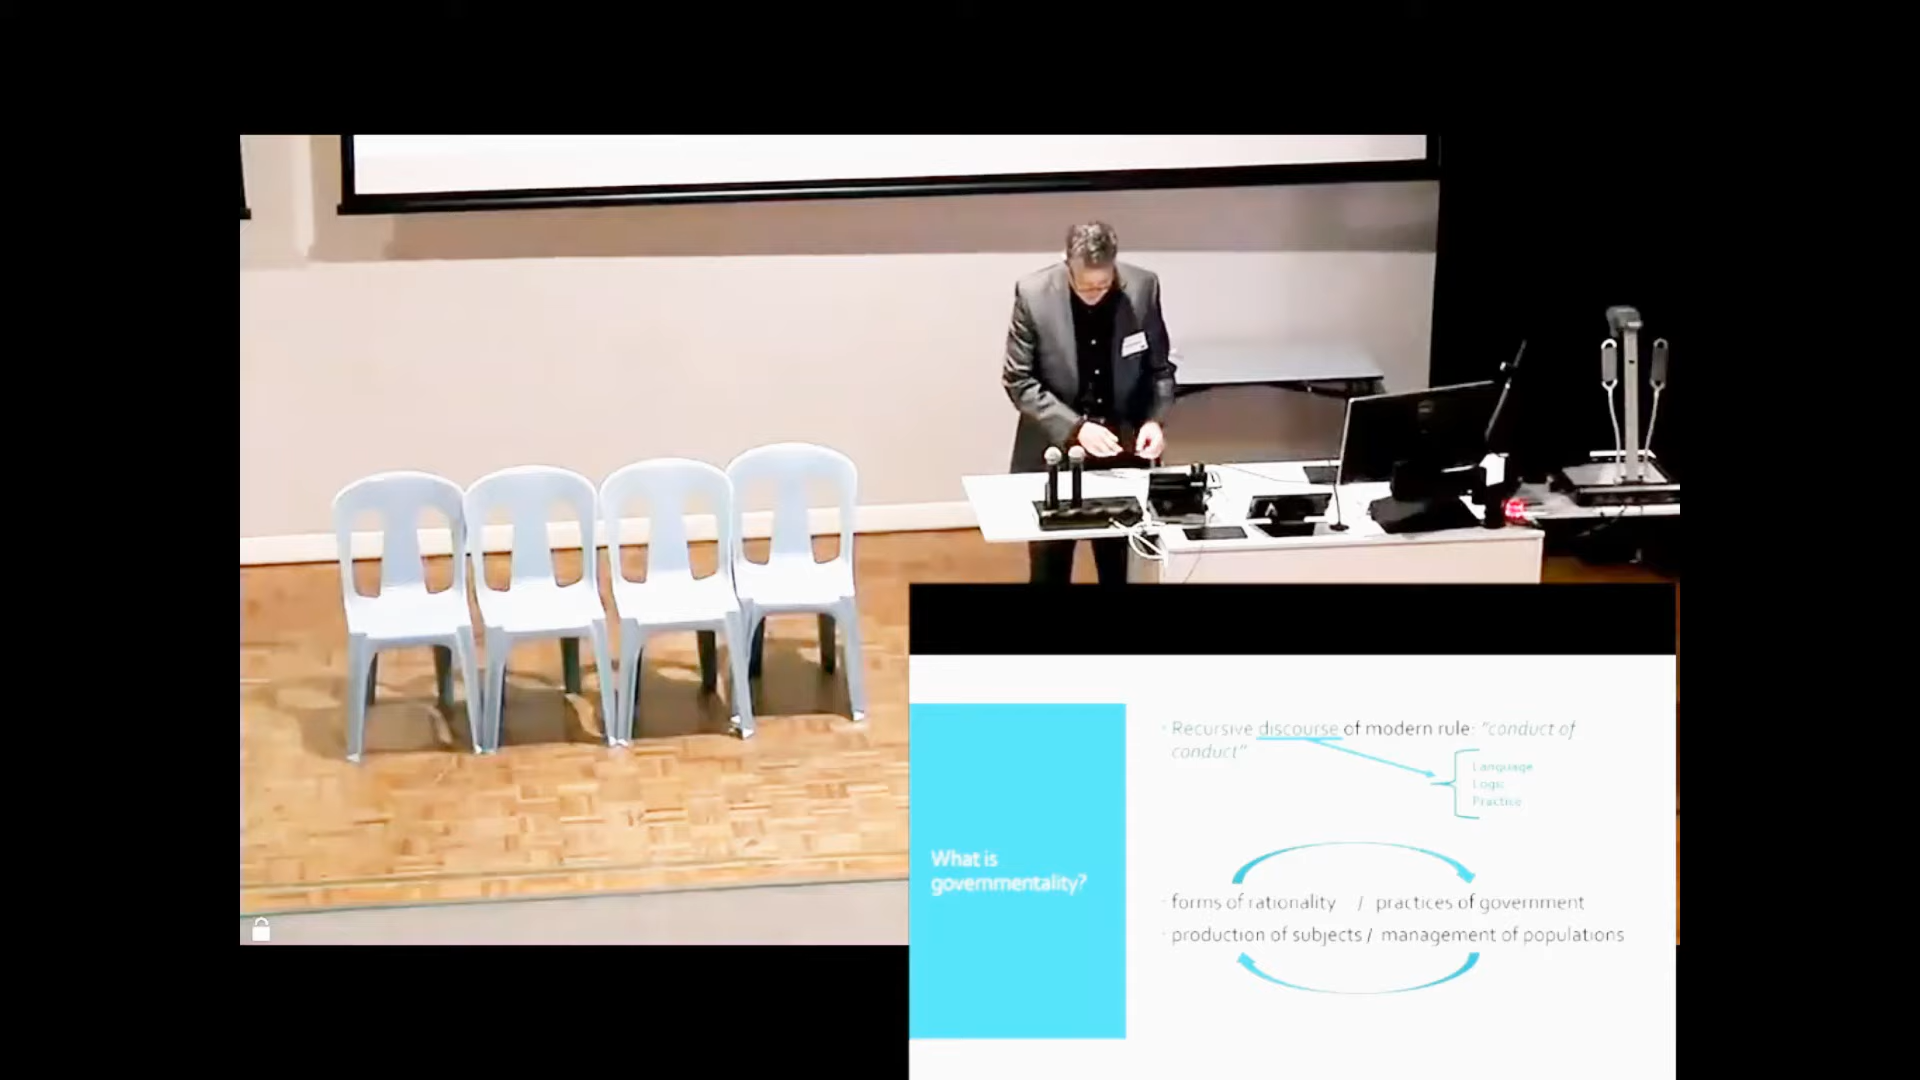 What is
governmentality?
Recursive discourse of modern rule: "conduct of
conduct"
Language
Logic
Practice
forms of rationality / practices of government
production of subjects / management of populations